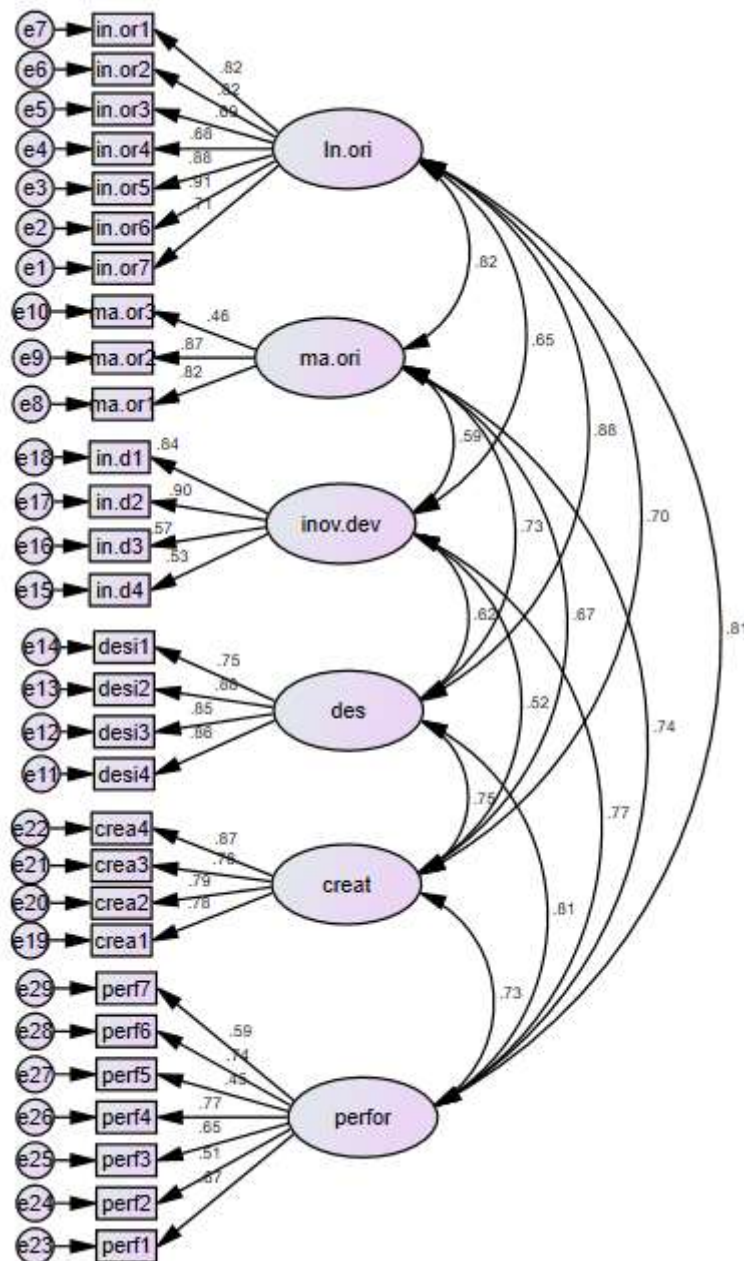 e7 in.or1
e6 in.or2
.82
e5 in.or3
.82
.69
e4 in.or4
.68
In.ori
e3 in.or5
.88
.91
e2 in.or6
.71
e1 in.or7
.82
e10 ma.or3
.46
.65
e9 ma.or2
.87
ma.ori
.82
e8 ma.or1
.88
.59
e18 in.d1
.84
e17 in.d2
.90
.70
inov.dev
.73
e16 in.d3
.57
.53
e15 in.d4
.62
.67
.81
e14 desi1
.75
e13 desi2
.52
des
.85
e12 desi3
.74
e11 desi4
.75
.77
e22 crea4
.87
e21 crea3
creat
.79
e20 crea2
.78
.81
e19 crea1
e29 perf7
.73
e28 perf6
.59
.74
e27 perf5
.45
.77
e26 perf4
perfor
.65
e25 perf3
.51
e24 perf2
e23 perf1